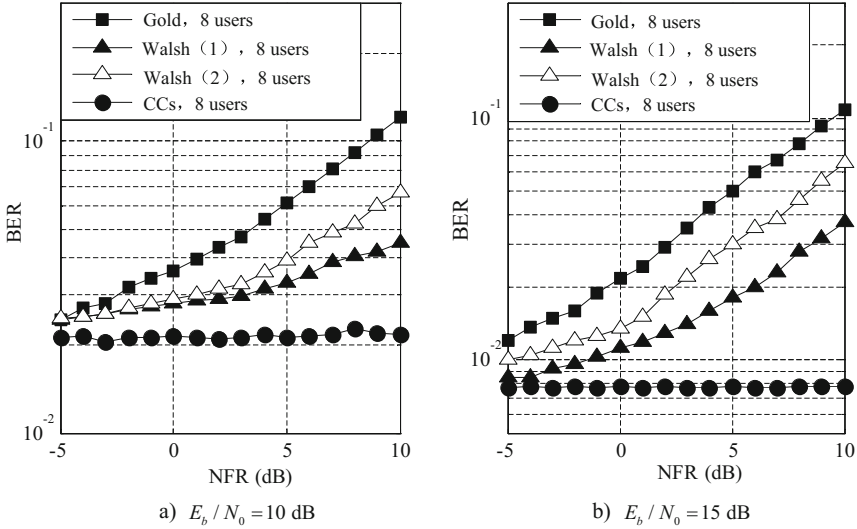 Gold, 8 users
Walsh（1）, 8 users
Walsh（2）, 8 users
CCs, 8 users
10⁻¹
BER
10⁻²
-5 0 5 10
NFR (dB)
a) E_b / N_0 = 10 dB
Gold, 8 users
Walsh（1）, 8 users
Walsh（2）, 8 users
CCs, 8 users
10⁻¹
BER
10⁻²
-5 0 5 10
NFR (dB)
b) E_b / N_0 = 15 dB